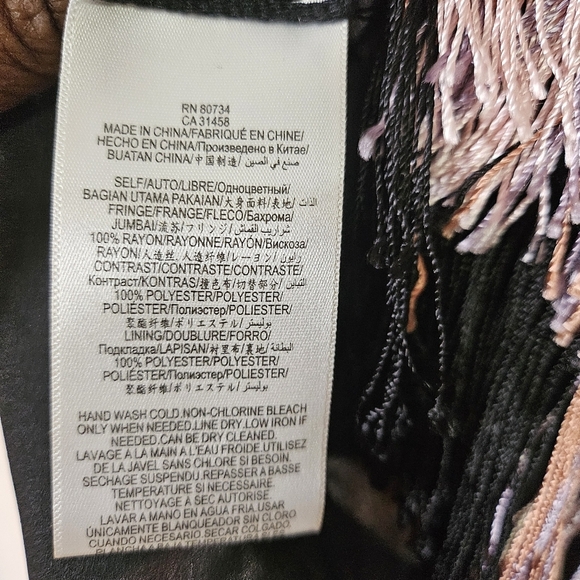 RN 80734
CA 31458
MADE IN CHINA/FABRIQUÉ EN CHINE/
HECHO EN CHINA/Произведено в Китае/
BUATAN CHINA/中国制造/ صنع في الصين
SELF/AUTO/LIBRE/Одноцветный/
BAGIAN UTAMA PAKAIAN/大身面料/表地/ الذات
FRINGE/FRANGE/FLECO/Бахрома/
JUMBAI/流苏/フリンジ/ شراريب القماش/
100% RAYON/RAYONNE/RAYÓN/Вискоза/
RAYON/人造丝, 人造纤维/レーヨン/ رايون
CONTRAST/CONTRASTE/CONTRASTE/
Контраст/KONTRAS/撞色布/切替部分/ التباين
100% POLYESTER/POLYESTER/
POLIÉSTER/Полиэстер/POLIESTER/
聚酯纤维/ポリエステル/ بوليستر
LINING/DOUBLURE/FORRO/
Подкладка/LAPISAN/衬里布/裏地/ البطانة
100% POLYESTER/POLYESTER/
POLIÉSTER/Полиэстер/POLIESTER/
聚酯纤维/ポリエステル/ بوليستر
HAND WASH COLD.NON-CHLORINE BLEACH
ONLY WHEN NEEDED.LINE DRY.LOW IRON IF
NEEDED.CAN BE DRY CLEANED.
LAVAGE A LA MAIN A L'EAU FROIDE.UTILISEZ
DE LA JAVEL SANS CHLORE SI BESOIN.
SECHAGE SUSPENDU.REPASSER A BASSE
TEMPERATURE SI NECESSAIRE.
NETTOYAGE À SEC AUTORISE.
LAVAR A MANO EN AGUA FRIA.USAR
ÚNICAMENTE BLANQUEADOR SIN CLORO
CUANDO NECESARIO.SECAR COLGADO.
PLANCHA A BAJA TEMPERATURA